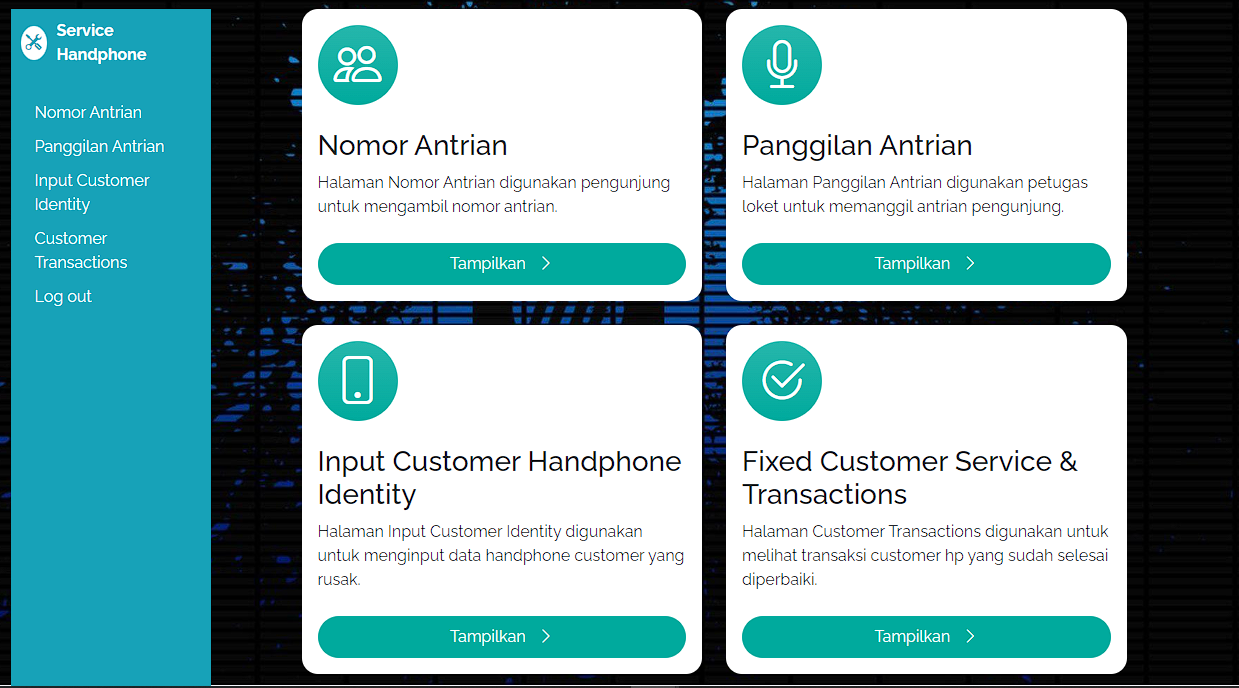 Service
Handphone
Nomor Antrian
Panggilan Antrian
Input Customer
Identity
Customer
Transactions
Log out
Nomor Antrian
Halaman Nomor Antrian digunakan pengunjung
untuk mengambil nomor antrian.
Tampilkan
Panggilan Antrian
Halaman Panggilan Antrian digunakan petugas
loket untuk memanggil antrian pengunjung.
Tampilkan
Input Customer Handphone
Identity
Halaman Input Customer Identity digunakan
untuk menginput data handphone customer yang
rusak.
Tampilkan
Fixed Customer Service &
Transactions
Halaman Customer Transactions digunakan untuk
melihat transaksi customer hp yang sudah selesai
diperbaiki.
Tampilkan